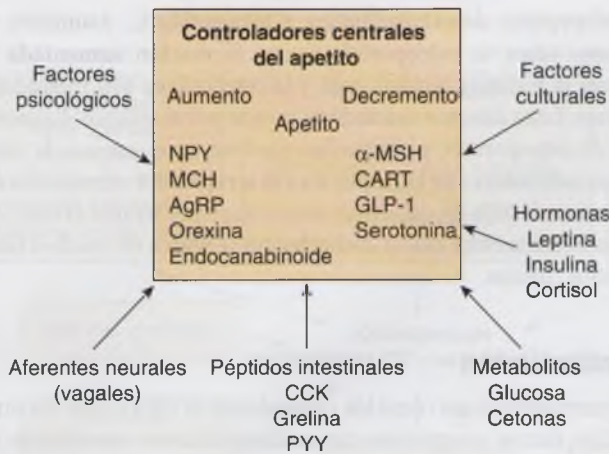 Controladores centrales
del apetito
Factores
psicológicos
Factores
culturales
Aumento
Decremento
Apetito
NPY
MCH
AgRP
Orexina
Endocanabinoide
α-MSH
CART
GLP-1
Serotonina
Hormonas
Leptina
Insulina
Cortisol
Aferentes neurales
(vagales)
Péptidos intestinales
CCK
Grelina
PYY
Metabolitos
Glucosa
Cetonas